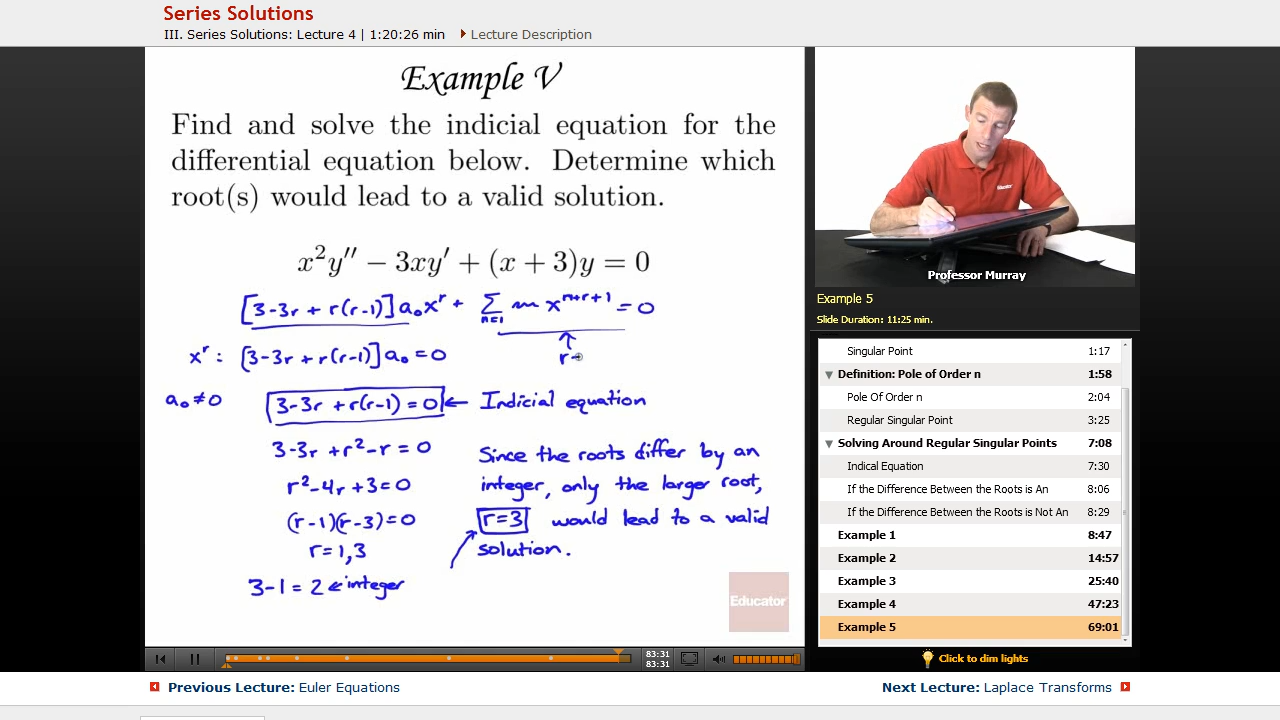 Series Solutions
III. Series Solutions: Lecture 4 | 1:20:26 min Lecture Description
Example V
Find and solve the indicial equation for the
differential equation below. Determine which
root(s) would lead to a valid solution.
x²y″ − 3xy′ + (x + 3)y = 0
[3-3r + r(r-1)] a₀xʳ + ∑ₙ₌₁ xⁿ⁺ʳ⁺¹ = 0
xʳ: [3-3r + r(r-1)] a₀ = 0
r
a₀ ≠ 0 3-3r + r(r-1) = 0 ← Indicial equation
3-3r + r² - r = 0
r² - 4r + 3 = 0
(r-1)(r-3) = 0
r = 1, 3
3-1 = 2 ← integer
Since the roots differ by an
integer, only the larger root,
r=3 would lead to a valid
solution.
Educator
Educator
Professor Murray
Example 5
Slide Duration: 11:25 min.
Singular Point 1:17
Definition: Pole of Order n 1:58
Pole Of Order n 2:04
Regular Singular Point 3:25
Solving Around Regular Singular Points 7:08
Indical Equation 7:30
If the Difference Between the Roots is An 8:06
If the Difference Between the Roots is Not An 8:29
Example 1 8:47
Example 2 14:57
Example 3 25:40
Example 4 47:23
Example 5 69:01
83:31
83:31
Click to dim lights
Previous Lecture: Euler Equations
Next Lecture: Laplace Transforms